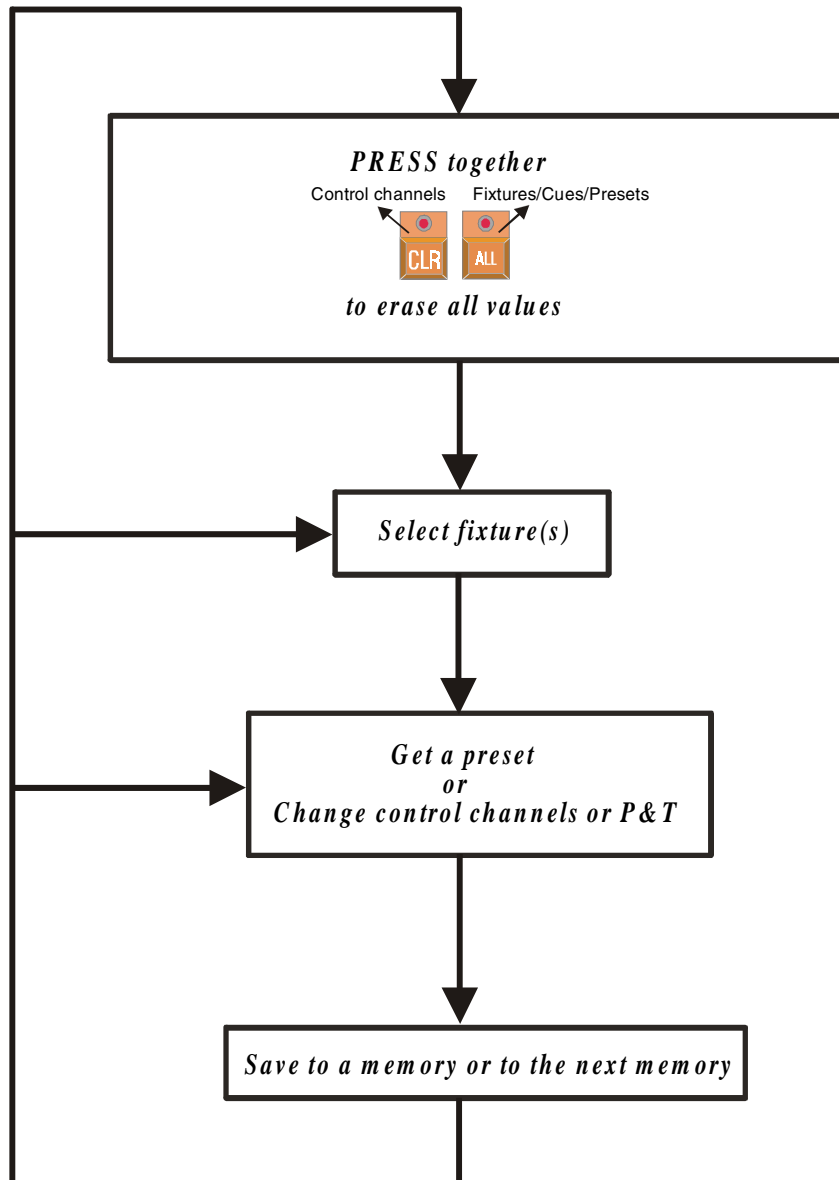 PRESS together
Control channels Fixtures/Cues/Presets
CLR ALL
to erase all values
Select fixture(s)
Get a preset
or
Change control channels or P&T
Save to a memory or to the next memory